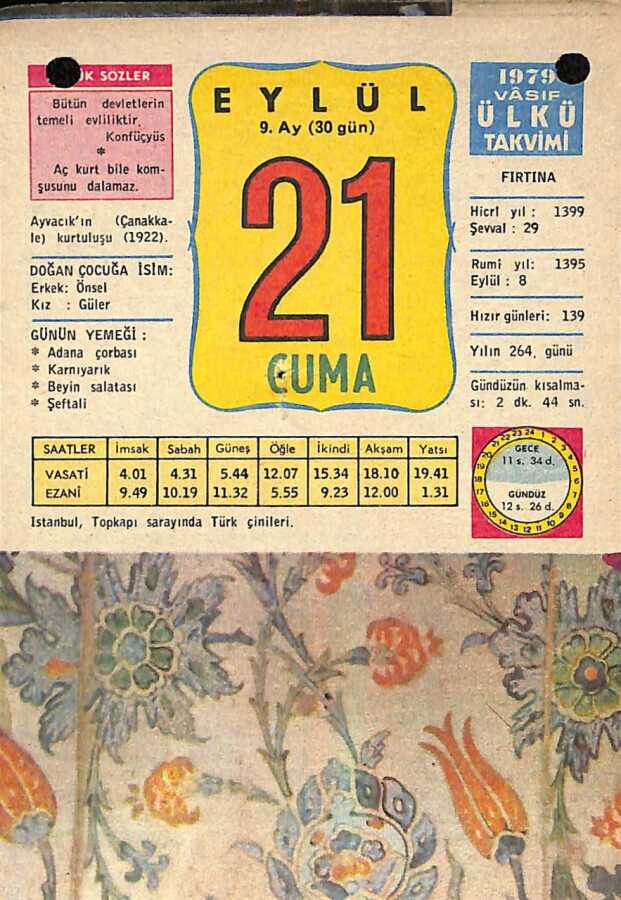 K SÖZLER
Bütün devletlerin
temeli evliliktir.
Konfüçyüs
*
Aç kurt bile kom-
şusunu dalamaz.
Ayvacık'ın (Çanakka-
le) kurtuluşu (1922).
DOĞAN ÇOCUĞA İSİM:
Erkek: Önsel
Kız : Güler
GÜNÜN YEMEĞİ :
* Adana çorbası
* Karnıyarık
* Beyin salatası
* Şeftali
EYLÜL
9. Ay (30 gün)
21
CUMA
1979
VÂSIF
ÜLKÜ
TAKVİMİ
FIRTINA
Hicrî yıl : 1399
Şevval : 29
Rumî yıl: 1395
Eylül : 8
Hızır günleri: 139
Yılın 264. günü
Gündüzün kısalma-
sı: 2 dk. 44 sn.
SAATLER İmsak Sabah Güneş Öğle İkindi Akşam Yatsı
VASATİ 4.01 4.31 5.44 12.07 15.34 18.10 19.41
EZANÎ 9.49 10.19 11.32 5.55 9.23 12.00 1.31
GECE
11 s. 34 d.
GÜNDÜZ
12 s. 26 d.
İstanbul, Topkapı sarayında Türk çinileri.